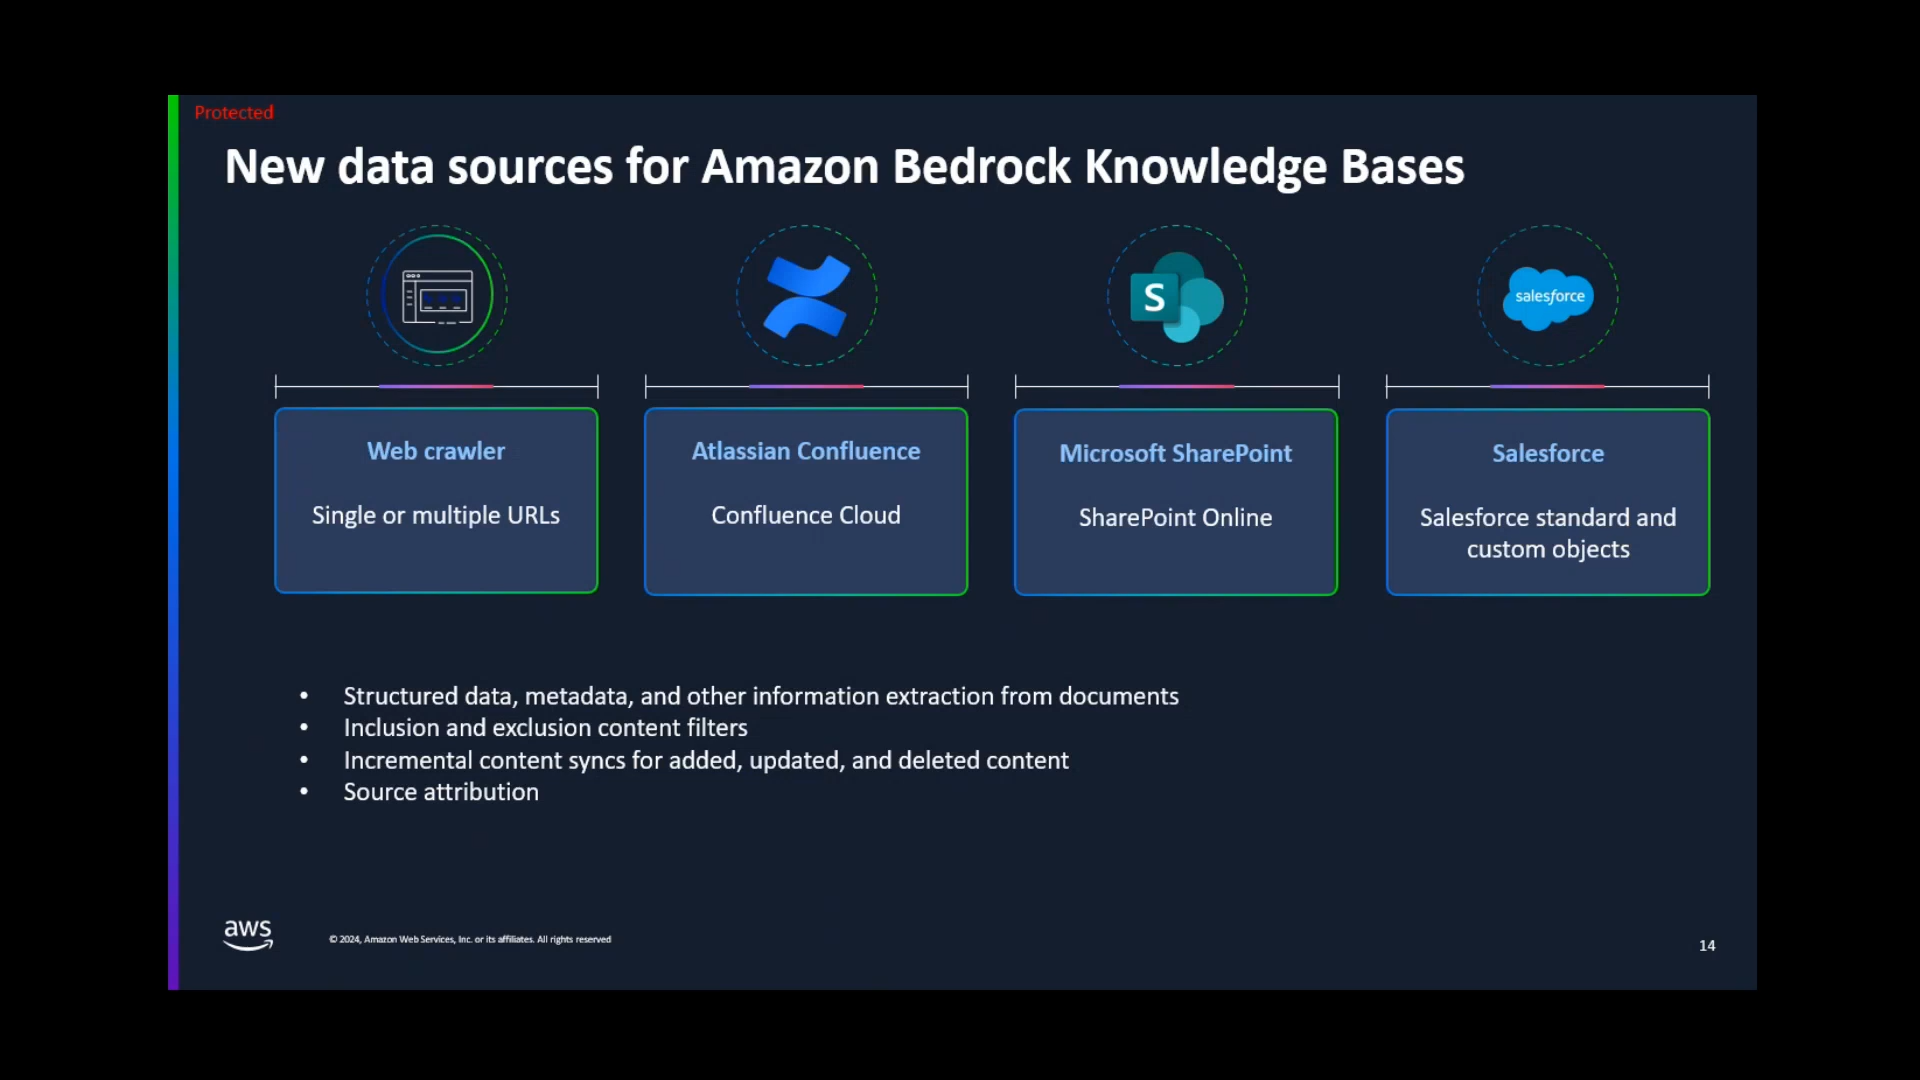 Protected
New data sources for Amazon Bedrock Knowledge Bases
S
salesforce
Web crawler
Single or multiple URLs
Atlassian Confluence
Confluence Cloud
Microsoft SharePoint
SharePoint Online
Salesforce
Salesforce standard and
custom objects
• Structured data, metadata, and other information extraction from documents
• Inclusion and exclusion content filters
• Incremental content syncs for added, updated, and deleted content
• Source attribution
aws
© 2024, Amazon Web Services, Inc. or its affiliates. All rights reserved
14